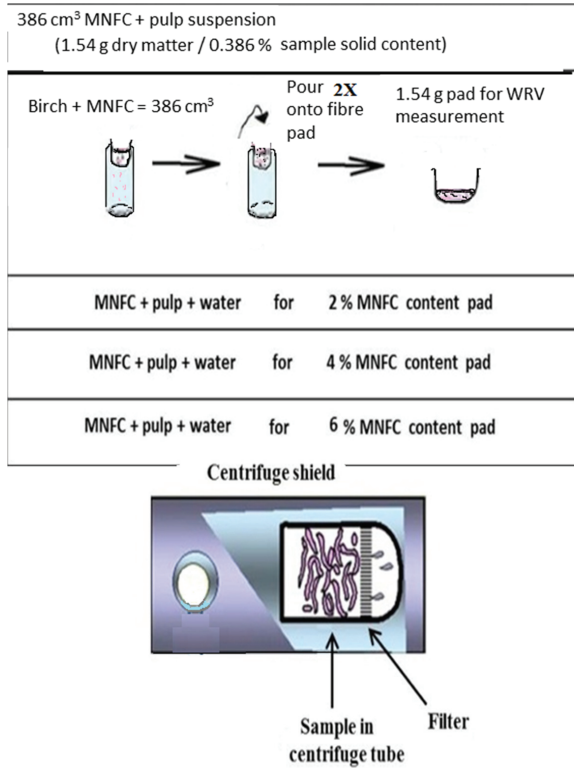 386 cm³ MNFC + pulp suspension
(1.54 g dry matter / 0.386 % sample solid content)
Birch + MNFC = 386 cm³
Pour 2X
onto fibre
pad
1.54 g pad for WRV
measurement
MNFC + pulp + water for 2 % MNFC content pad
MNFC + pulp + water for 4 % MNFC content pad
MNFC + pulp + water for 6 % MNFC content pad
Centrifuge shield
Sample in
centrifuge tube
Filter